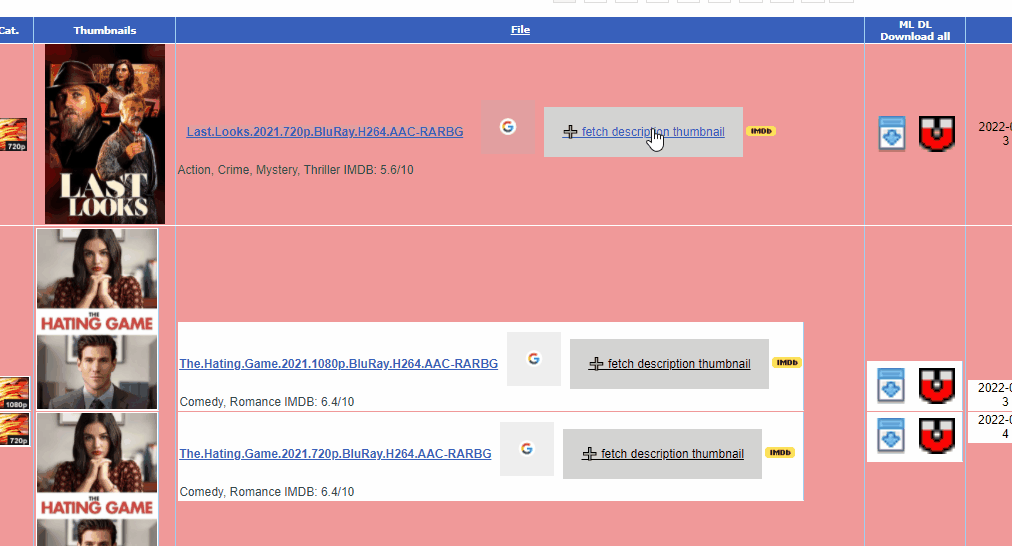 Cat. Thumbnails File ML DL
Download all
720p
LAST
LOOKS
Last.Looks.2021.720p.BluRay.H264.AAC-RARBG G fetch description thumbnail IMDb
Action, Crime, Mystery, Thriller IMDB: 5.6/10
2022-0
3
THE
HATING GAME
1080p
The.Hating.Game.2021.1080p.BluRay.H264.AAC-RARBG G fetch description thumbnail IMDb
Comedy, Romance IMDB: 6.4/10
2022-0
3
THE
HATING GAME
720p
The.Hating.Game.2021.720p.BluRay.H264.AAC-RARBG G fetch description thumbnail IMDb
Comedy, Romance IMDB: 6.4/10
2022-0
4